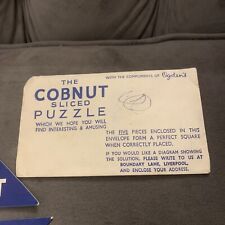 THE
COBNUT
SLICED
PUZZLE
WHICH WE HOPE YOU WILL
FIND INTERESTING & AMUSING
WITH THE COMPLIMENTS OF
THE FIVE PIECES ENCLOSED IN THIS
ENVELOPE FORM A PERFECT SQUARE
WHEN CORRECTLY PLACED.
IF YOU WOULD LIKE A DIAGRAM SHOWING
THE SOLUTION, PLEASE WRITE TO US AT
BOUNDARY LANE, LIVERPOOL,
AND ENCLOSE YOUR ADDRESS.
T